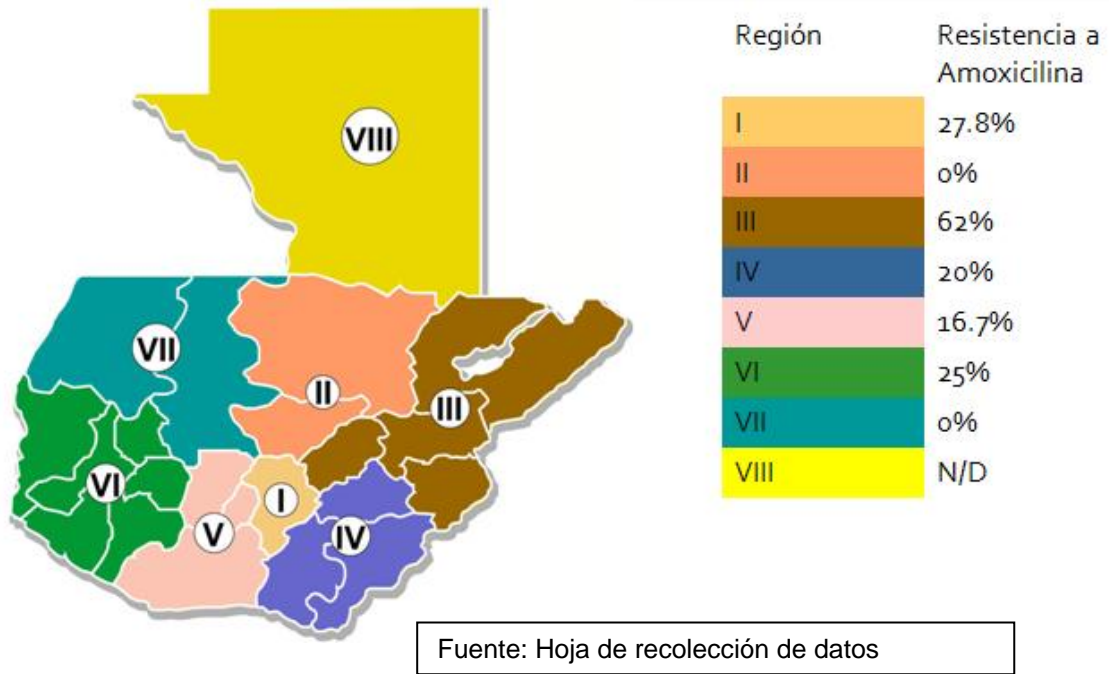 Región Resistencia a
Amoxicilina
I 27.8%
II 0%
III 62%
IV 20%
V 16.7%
VI 25%
VII 0%
VIII N/D
VIII
VII
II
III
VI
I
V
IV
Fuente: Hoja de recolección de datos